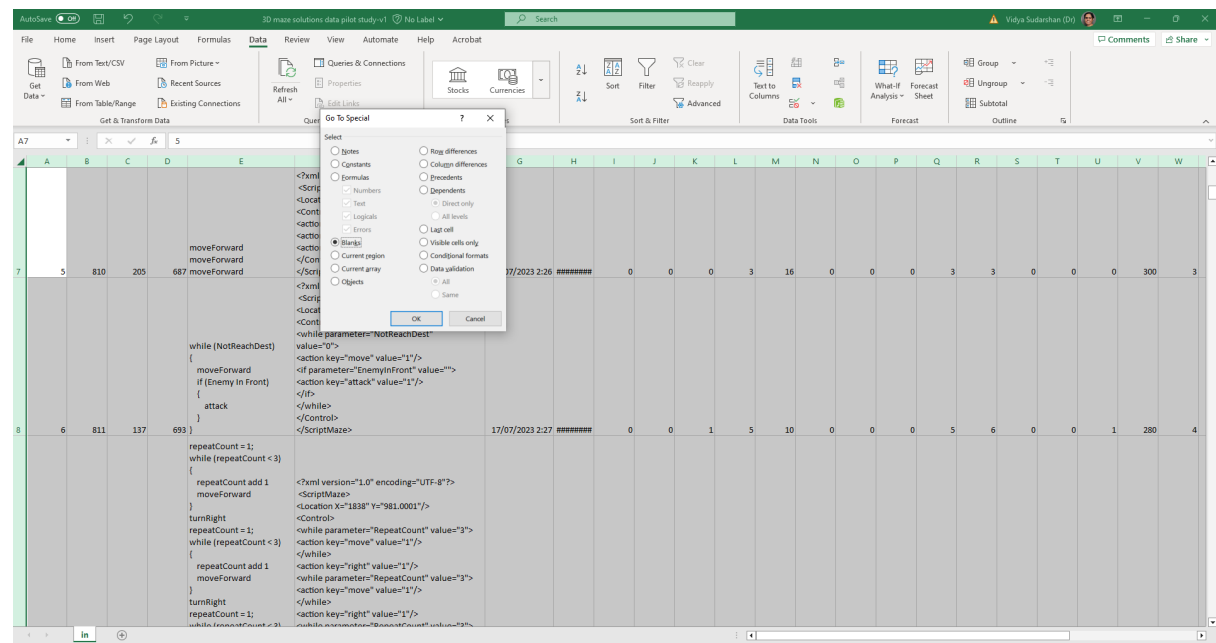 AutoSave Off 3D maze solutions data pilot study-v1 No Label Search Vidya Sudarshan (Dr)
File Home Insert Page Layout Formulas Data Review View Automate Help Acrobat Comments Share
Get Data From Text/CSV From Picture
From Web Recent Sources
From Table/Range Existing Connections
Get & Transform Data
Refresh All Queries & Connections
Properties
Edit Links
Stocks Currencies
Sort Filter Clear
Reapply
Advanced
Sort & Filter
Text to Columns
Data Tools
What-If Analysis Forecast Sheet
Forecast
Group
Ungroup
Subtotal
Outline
A7 fx 5
Go To Special ? X
Select
Notes Row differences
Constants Column differences
Formulas Precedents
Numbers Dependents
Text Direct only
Logicals All levels
Errors Last cell
Blanks Visible cells only
Current region Conditional formats
Current array Data validation
Objects All
Same
OK Cancel
A B C D E G H I J K L M N O P Q R S T U V W
<?xml
moveForward
moveForward
7 5 810 205 687 moveForward 07/2023 2:26 ######## 0 0 0 3 16 0 0 0 3 3 0 0 0 300 3
<?xml
<while parameter="NotReachDest"
while (NotReachDest) value="0">
{ <action key="move" value="1"/>
moveForward <if parameter="EnemyInFront" value="">
if (Enemy In Front) <action key="attack" value="1"/>
{ </if>
attack </while>
} </Control>
8 6 811 137 693 } </ScriptMaze> 17/07/2023 2:27 ######## 0 0 1 5 10 0 0 0 5 6 0 0 1 280 4
repeatCount = 1;
while (repeatCount < 3)
{
repeatCount add 1 <?xml version="1.0" encoding="UTF-8"?>
moveForward <ScriptMaze>
} <Location X="1838" Y="981.0001"/>
turnRight <Control>
repeatCount = 1; <while parameter="RepeatCount" value="3">
while (repeatCount < 3) <action key="move" value="1"/>
{ </while>
repeatCount add 1 <action key="right" value="1"/>
moveForward <while parameter="RepeatCount" value="3">
} <action key="move" value="1"/>
turnRight </while>
repeatCount = 1; <action key="right" value="1"/>
while (repeatCount < 3) <while parameter="RepeatCount" value="3">
in